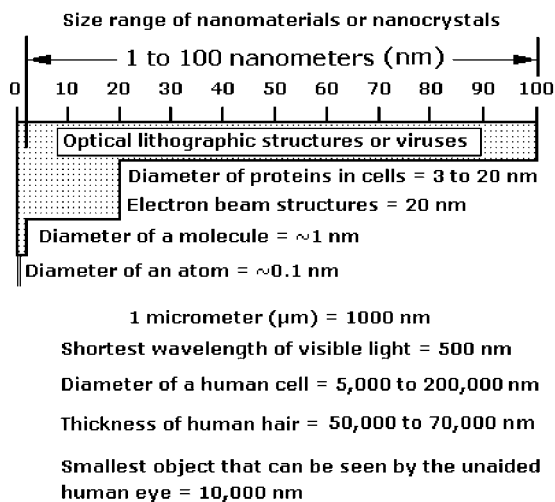 Size range of nanomaterials or nanocrystals
1 to 100 nanometers (nm)
0 10 20 30 40 50 60 70 80 90 100
Optical lithographic structures or viruses
Diameter of proteins in cells = 3 to 20 nm
Electron beam structures = 20 nm
Diameter of a molecule = ~1 nm
Diameter of an atom = ~0.1 nm
1 micrometer (µm) = 1000 nm
Shortest wavelength of visible light = 500 nm
Diameter of a human cell = 5,000 to 200,000 nm
Thickness of human hair = 50,000 to 70,000 nm
Smallest object that can be seen by the unaided
human eye = 10,000 nm